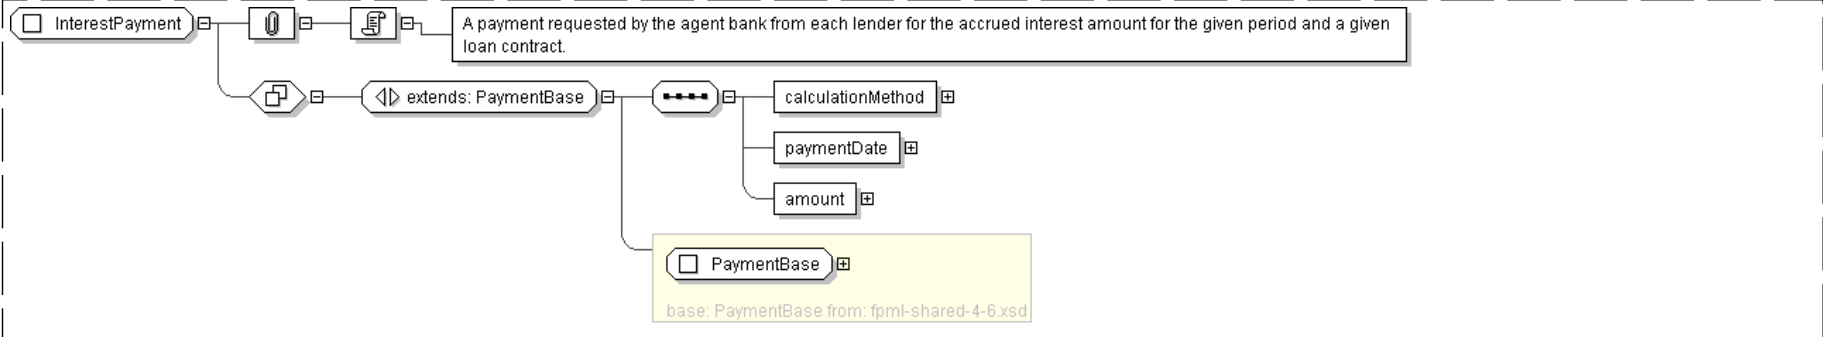 InterestPayment
A payment requested by the agent bank from each lender for the accrued interest amount for the given period and a given
loan contract.
extends: PaymentBase
calculationMethod
paymentDate
amount
PaymentBase
base: PaymentBase from: fpml-shared-4-6.xsd